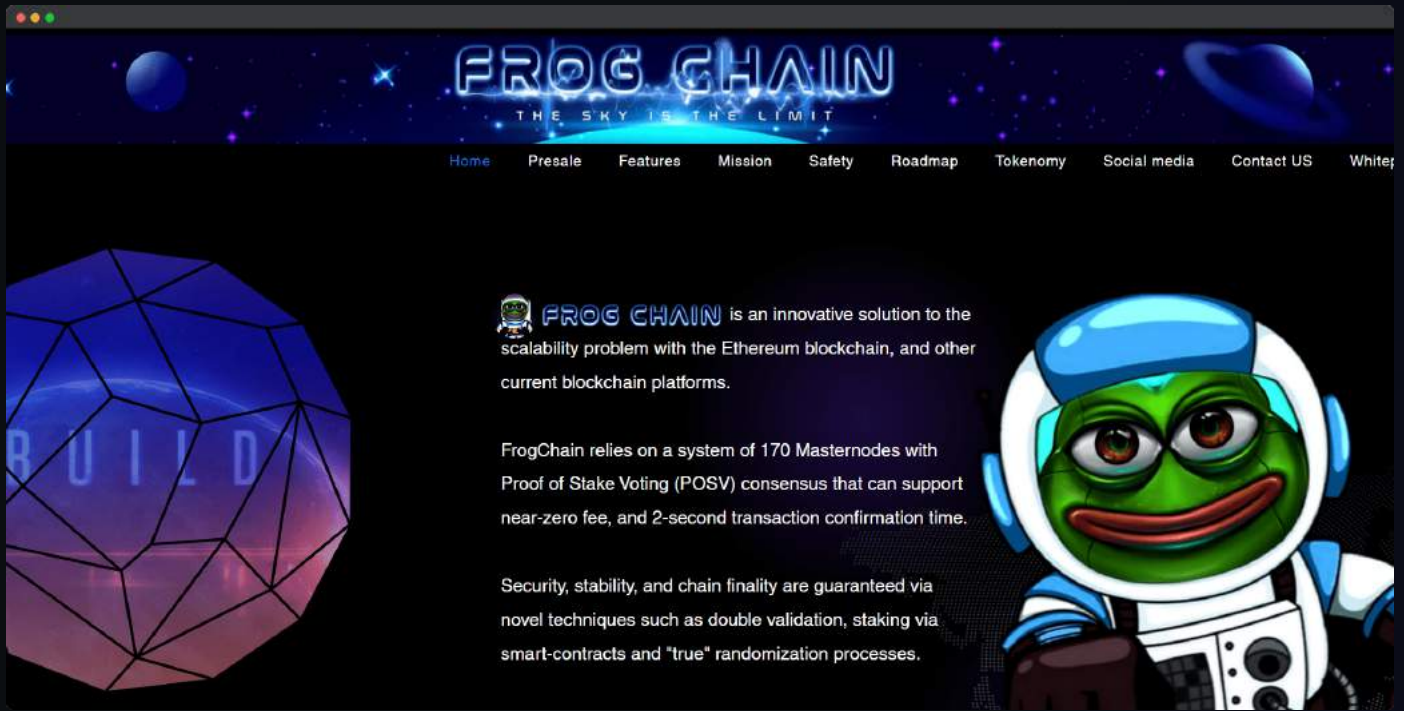 FROG CHAIN
THE SKY IS THE LIMIT
Home Presale Features Mission Safety Roadmap Tokenomy Social media Contact US
BUILD
FROG CHAIN is an innovative solution to the
scalability problem with the Ethereum blockchain, and other
current blockchain platforms.
FrogChain relies on a system of 170 Masternodes with
Proof of Stake Voting (POSV) consensus that can support
near-zero fee, and 2-second transaction confirmation time.
Security, stability, and chain finality are guaranteed via
novel techniques such as double validation, staking via
smart-contracts and "true" randomization processes.